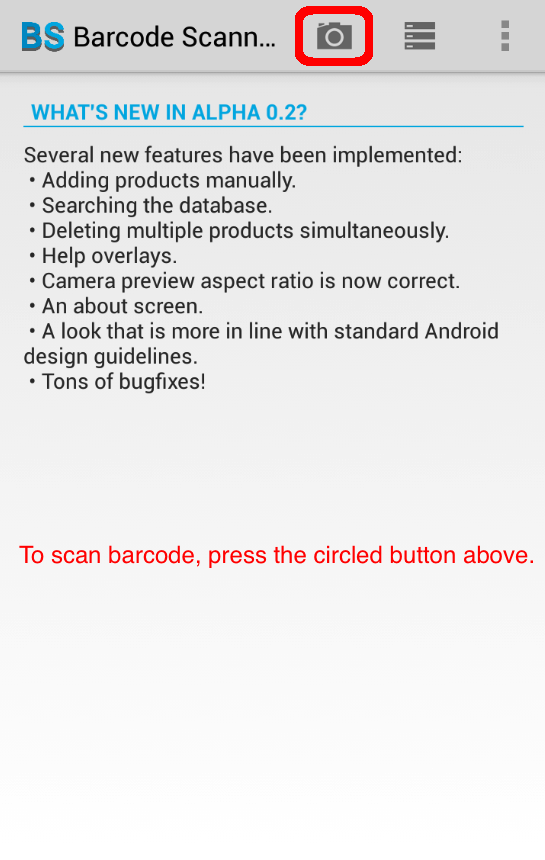 BS Barcode Scann...
WHAT'S NEW IN ALPHA 0.2?
Several new features have been implemented:
• Adding products manually.
• Searching the database.
• Deleting multiple products simultaneously.
• Help overlays.
• Camera preview aspect ratio is now correct.
• An about screen.
• A look that is more in line with standard Android
design guidelines.
• Tons of bugfixes!
To scan barcode, press the circled button above.